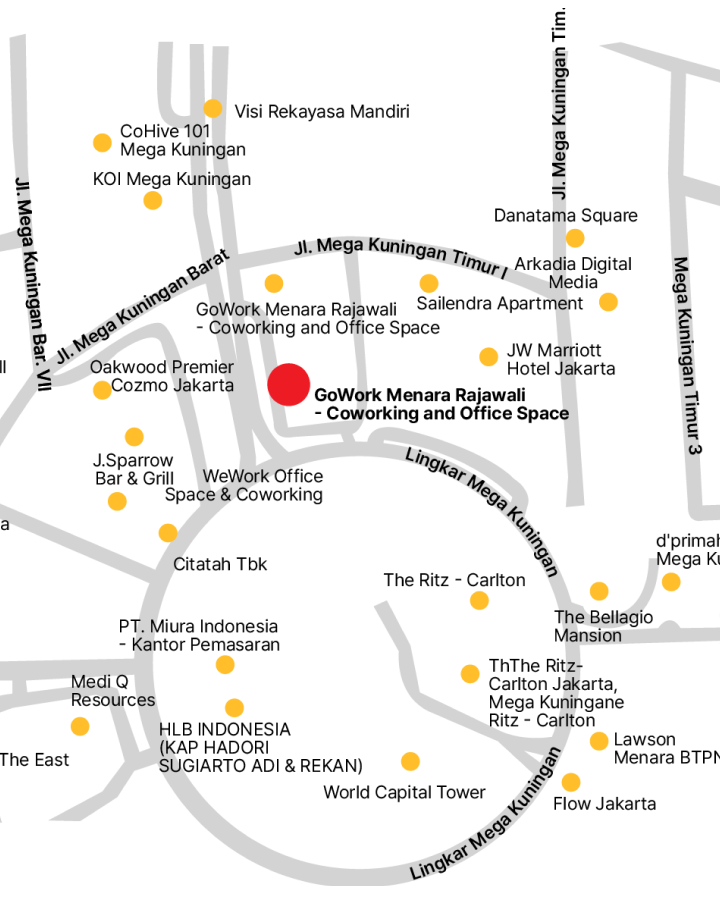 Jl. Mega Kuningan Tim.
Visi Rekayasa Mandiri
CoHive 101
Mega Kuningan
KOI Mega Kuningan
Jl. Mega Kuningan Bar. VII
Danatama Square
Jl. Mega Kuningan Timur I
Jl. Mega Kuningan Barat
Arkadia Digital
Media
Mega Kuningan Timur 3
GoWork Menara Rajawali
- Coworking and Office Space
Sailendra Apartment
JW Marriott
Hotel Jakarta
ll
Oakwood Premier
Cozmo Jakarta
GoWork Menara Rajawali
- Coworking and Office Space
J.Sparrow
Bar & Grill
WeWork Office
Space & Coworking
Lingkar Mega Kuningan
a
Citatah Tbk
d'primah
Mega Ku
The Ritz - Carlton
The Bellagio
Mansion
PT. Miura Indonesia
- Kantor Pemasaran
ThThe Ritz-
Carlton Jakarta,
Mega Kuningane
Ritz - Carlton
Medi Q
Resources
HLB INDONESIA
(KAP HADORI
SUGIARTO ADI & REKAN)
The East
Lawson
Menara BTPN
World Capital Tower
Flow Jakarta
Lingkar Mega Kuningan